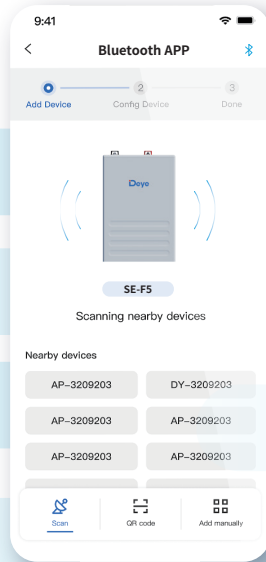 9:41
Bluetooth APP
2
3
Add Device
Config Device
Done
Deye
SE-F5
Scanning nearby devices
Nearby devices
AP-3209203
DY-3209203
AP-3209203
AP-3209203
AP-3209203
AP-3209203
Scan
QR code
Add manually